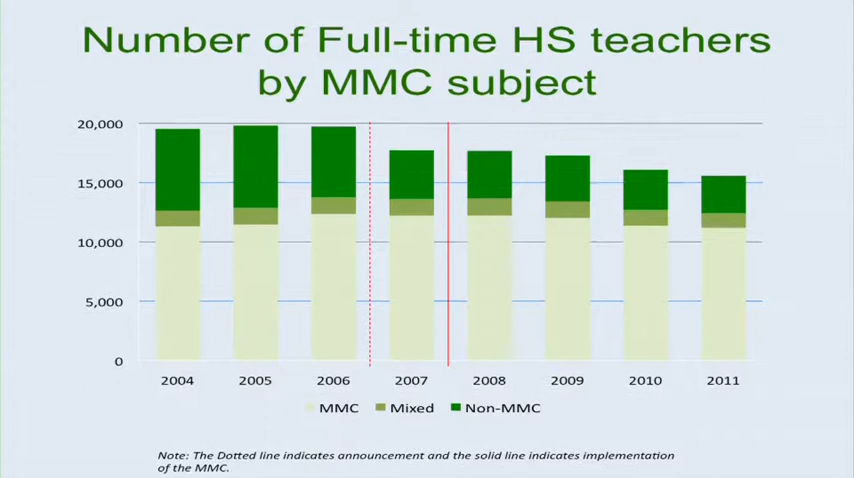 Number of Full-time HS teachers
by MMC subject
20,000
15,000
10,000
5,000
0
2004 2005 2006 2007 2008 2009 2010 2011
MMC Mixed Non-MMC
Note: The Dotted line indicates announcement and the solid line indicates implementation
of the MMC.